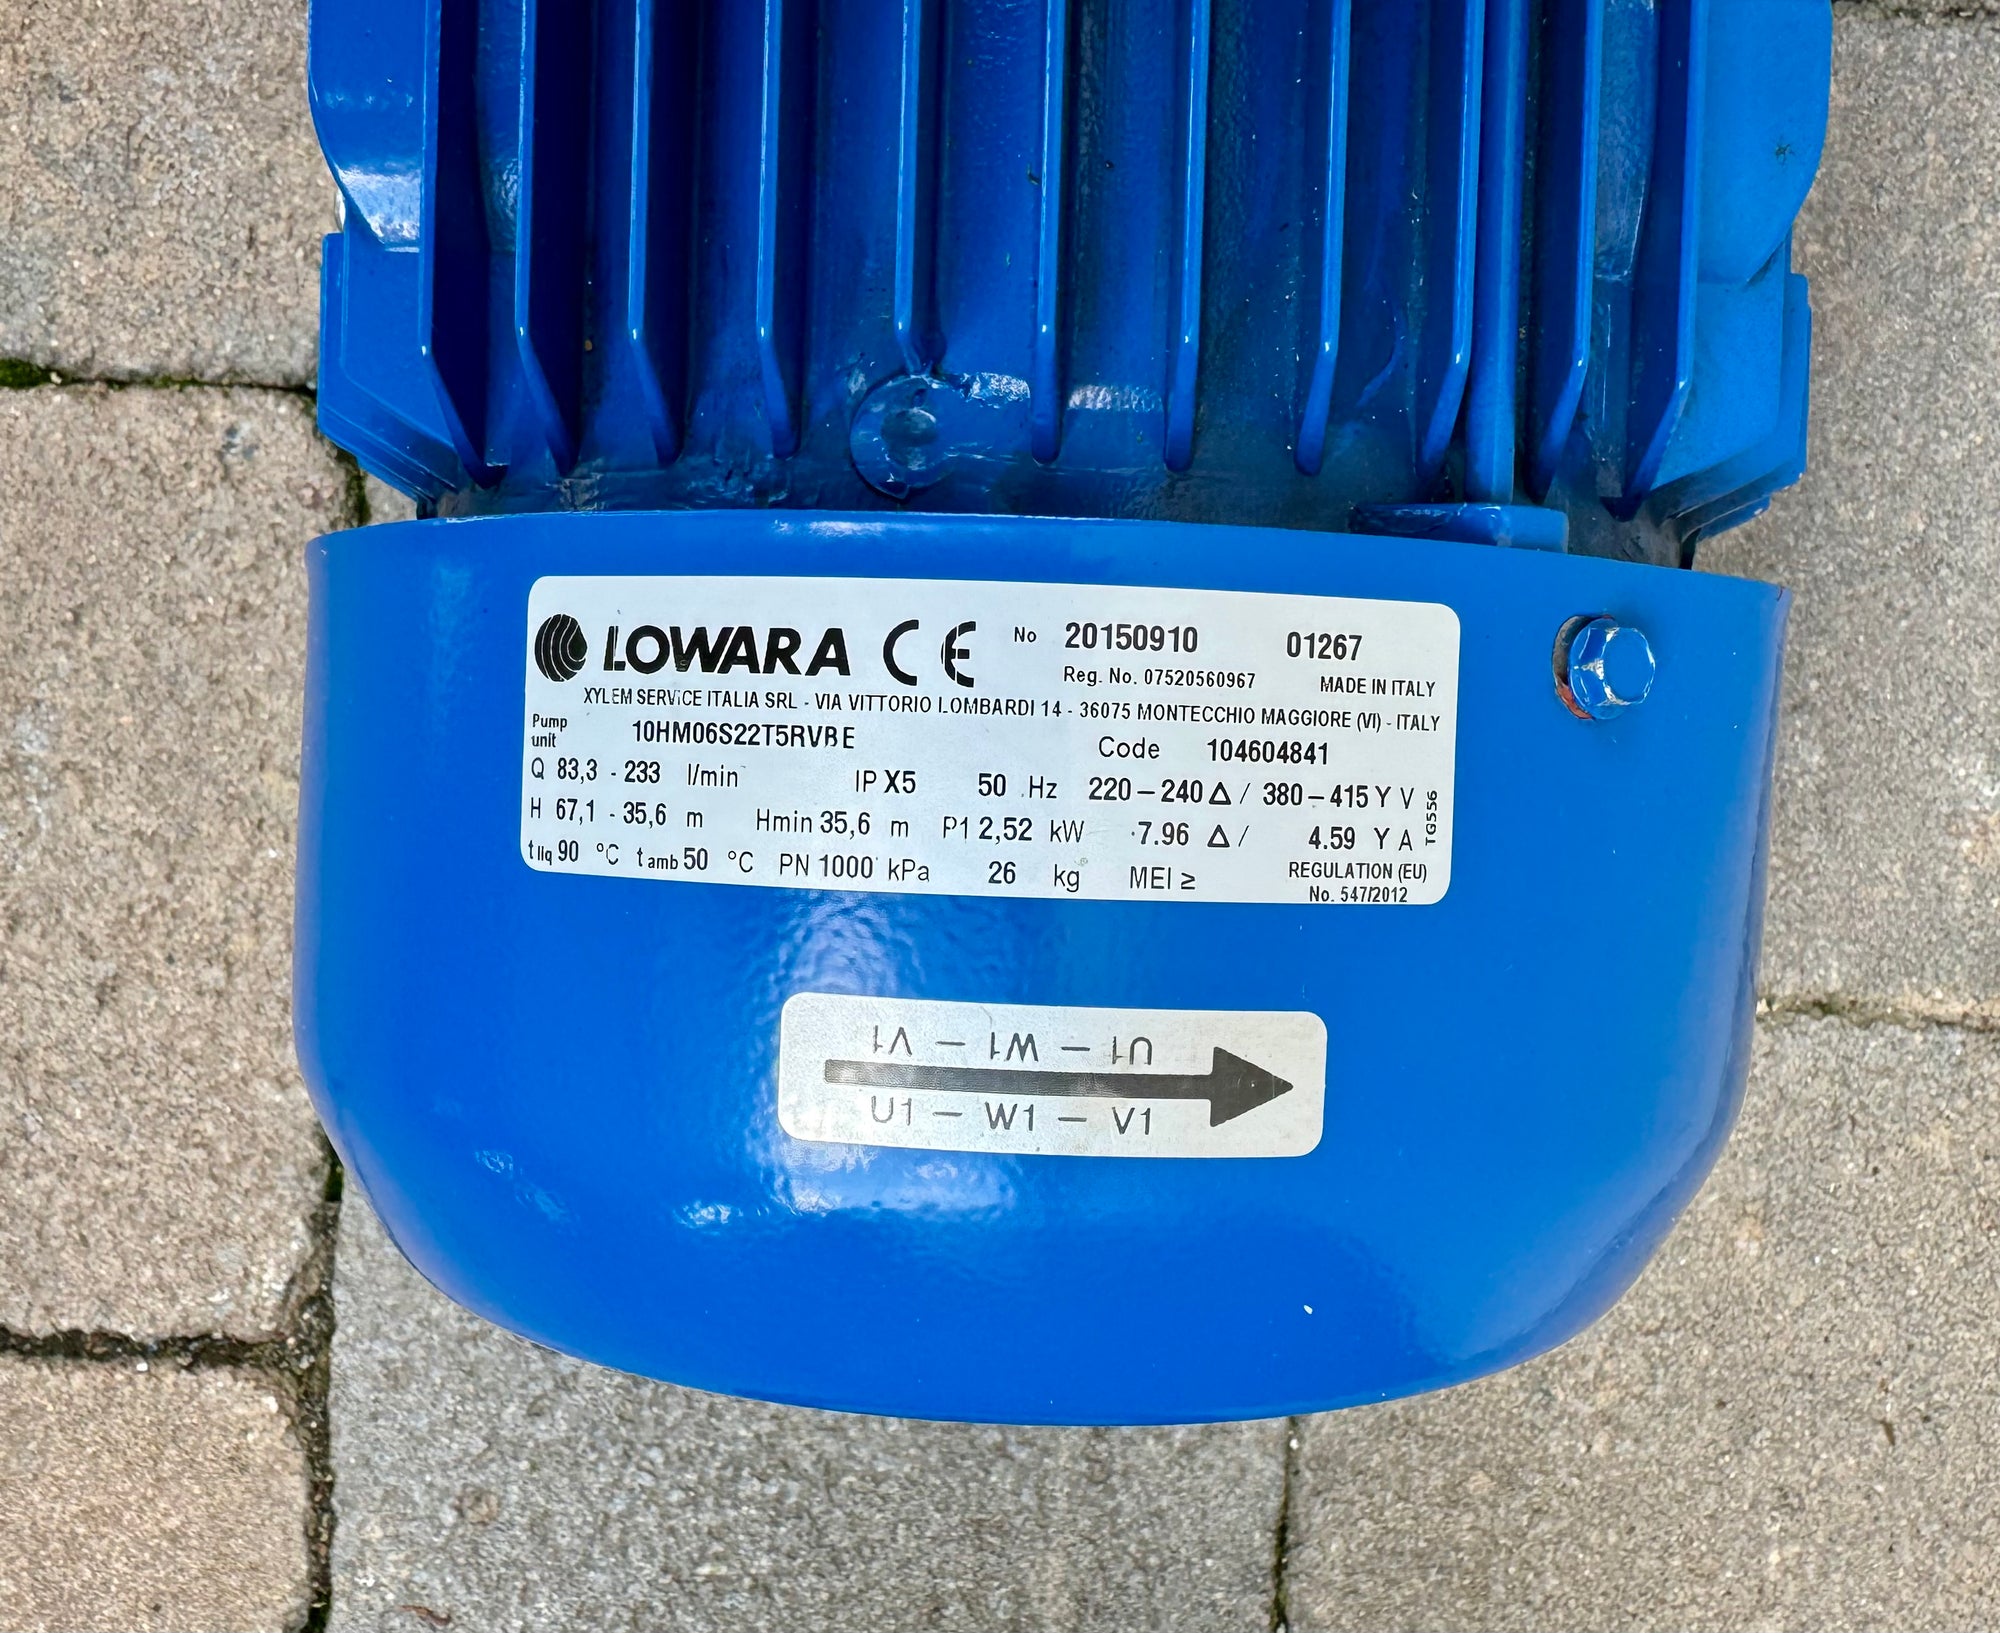 LOWARA CE No 20150910 01267
Reg. No. 07520560967 MADE IN ITALY
XYLEM SERVICE ITALIA SRL - VIA VITTORIO LOMBARDI 14 - 36075 MONTECCHIO MAGGIORE (VI) - ITALY
Pump unit 10HM06S22T5RVBE Code 104604841
Q 83,3 - 233 l/min IP X5 50 Hz 220-240 Δ / 380-415 Y V
H 67,1 - 35,6 m Hmin 35,6 m P1 2,52 kW 7.96 Δ / 4.59 Y A
TG556
t liq 90 °C t amb 50 °C PN 1000 kPa 26 kg MEI ≥ REGULATION (EU)
No. 547/2012
U1 - W1 - V1
U1 - W1 - V1